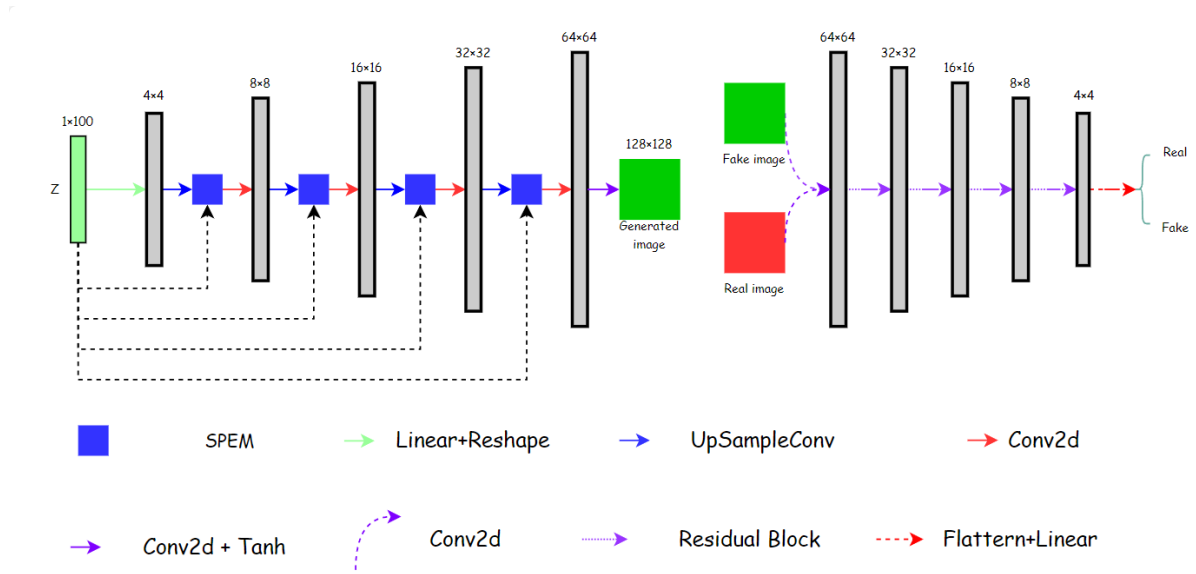 64×64
64×64
32×32
32×32
16×16
16×16
8×8
8×8
4×4
4×4
1×100
128×128
Fake image
Real
Z
Generated
image
Fake
Real image
SPEM
Linear+Reshape
UpSampleConv
Conv2d
Conv2d + Tanh
Conv2d
Residual Block
Flattern+Linear